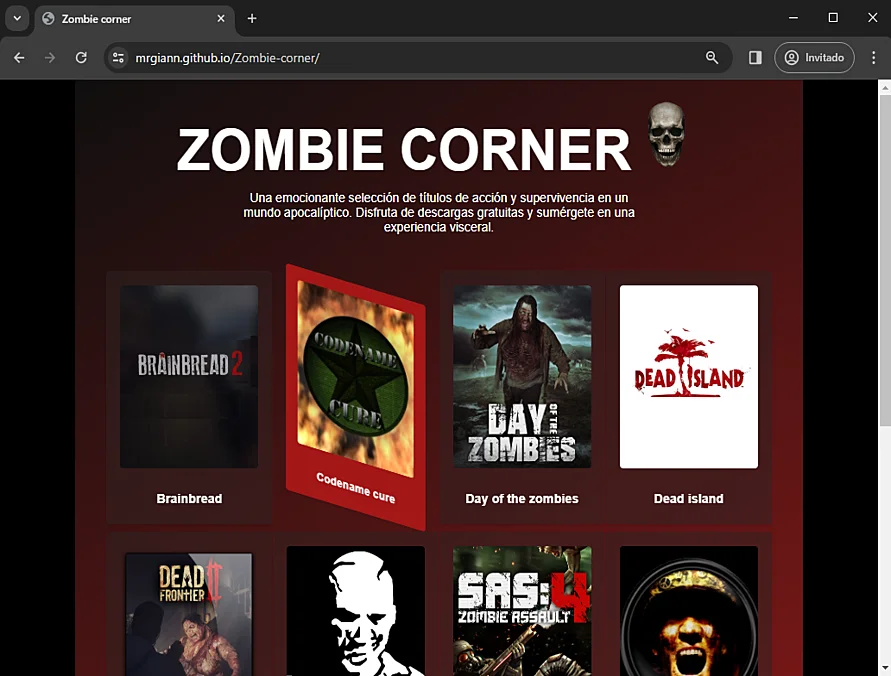 Zombie corner
mrgiann.github.io/Zombie-corner/
Invitado
ZOMBIE CORNER
Una emocionante selección de títulos de acción y supervivencia en un
mundo apocalíptico. Disfruta de descargas gratuitas y sumérgete en una
experiencia visceral.
BRAINBREAD 2
Brainbread
CODENAME
CURE
Codename cure
DAY OF THE
ZOMBIES
Day of the zombies
DEAD ISLAND
Dead island
DEAD II
FRONTIER
SAS:4
ZOMBIE ASSAULT